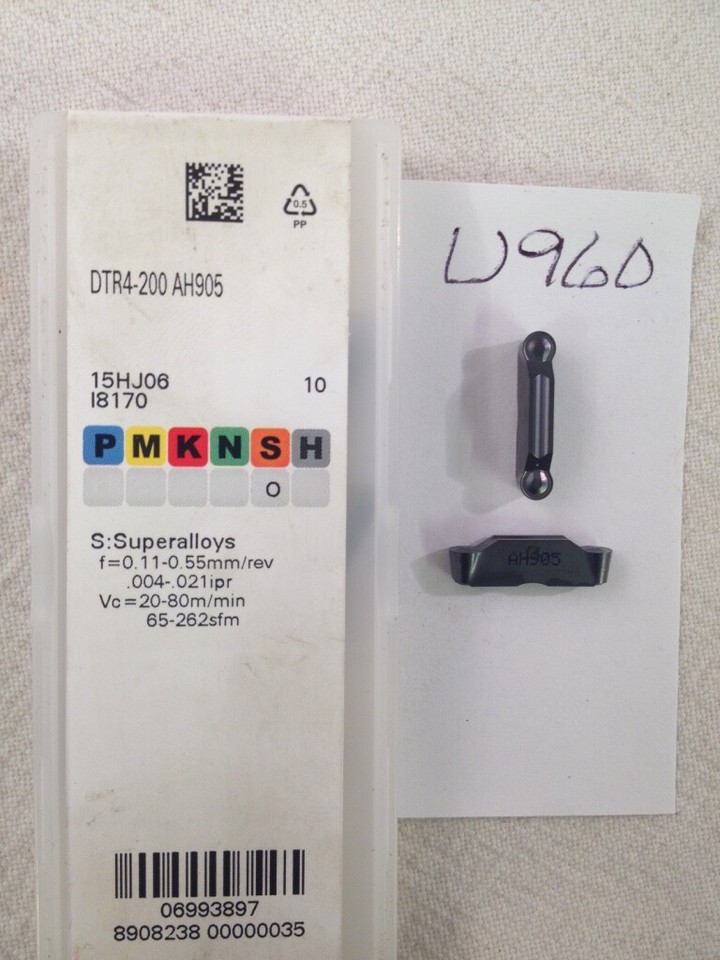 0.5
PP
DTR4-200 AH905
15HJ06 10
I8170
P M K N S H
O
S:Superalloys
f=0.11-0.55mm/rev
.004-.021ipr
Vc=20-80m/min
65-262sfm
06993897
8908238 00000035
U960
AH905